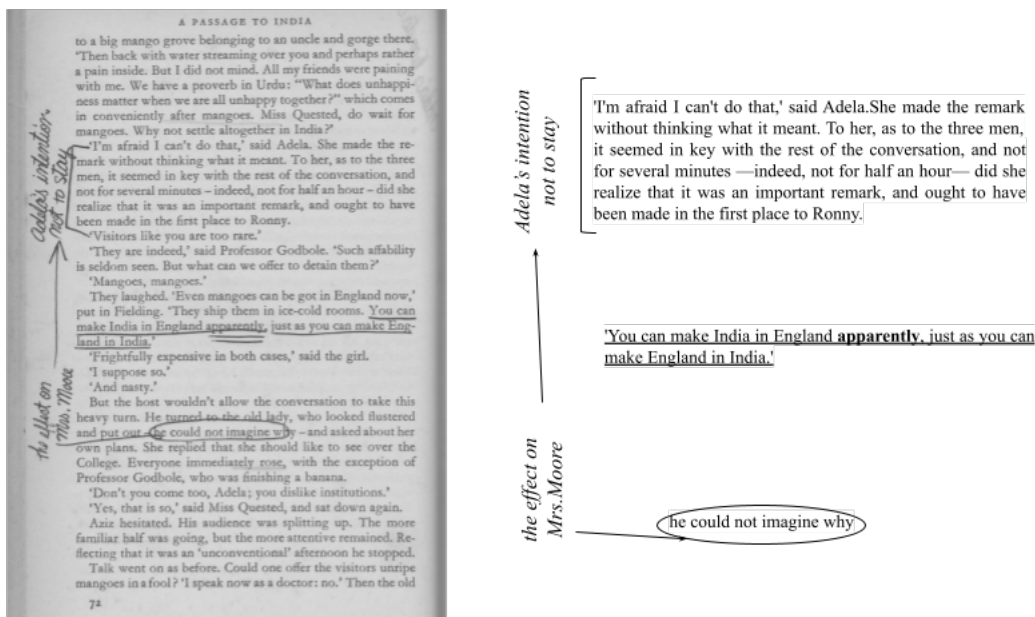 A PASSAGE TO INDIA
to a big mango grove belonging to an uncle and gorge there.
'Then back with water streaming over you and perhaps rather
a pain inside. But I did not mind. All my friends were paining
with me. We have a proverb in Urdu: "What does unhappi-
ness matter when we are all unhappy together?" which comes
in conveniently after mangoes. Miss Quested, do wait for
mangoes. Why not settle altogether in India?'
'I'm afraid I can't do that,' said Adela. She made the re-
mark without thinking what it meant. To her, as to the three
men, it seemed in key with the rest of the conversation, and
not for several minutes – indeed, not for half an hour – did she
realize that it was an important remark, and ought to have
been made in the first place to Ronny.
'Visitors like you are too rare.'
'They are indeed,' said Professor Godbole. 'Such affability
is seldom seen. But what can we offer to detain them?'
'Mangoes, mangoes.'
They laughed. 'Even mangoes can be got in England now,'
put in Fielding. 'They ship them in ice-cold rooms. You can
make India in England apparently, just as you can make Eng-
land in India.'
'Frightfully expensive in both cases,' said the girl.
'I suppose so.'
'And nasty.'
But the host wouldn't allow the conversation to take this
heavy turn. He turned to the old lady, who looked flustered
and put out – he could not imagine why – and asked about her
own plans. She replied that she should like to see over the
College. Everyone immediately rose, with the exception of
Professor Godbole, who was finishing a banana.
'Don't you come too, Adela; you dislike institutions.'
'Yes, that is so,' said Miss Quested, and sat down again.
Aziz hesitated. His audience was splitting up. The more
familiar half was going, but the more attentive remained. Re-
flecting that it was an 'unconventional' afternoon he stopped.
Talk went on as before. Could one offer the visitors unripe
mangoes in a fool? 'I speak now as a doctor: no.' Then the old
72
Adela's intention
not to stay
the effect on
Mrs. Moore
Adela's intention
not to stay
'I'm afraid I can't do that,' said Adela.She made the remark
without thinking what it meant. To her, as to the three men,
it seemed in key with the rest of the conversation, and not
for several minutes —indeed, not for half an hour— did she
realize that it was an important remark, and ought to have
been made in the first place to Ronny.
'You can make India in England apparently, just as you can
make England in India.'
the effect on
Mrs.Moore
he could not imagine why